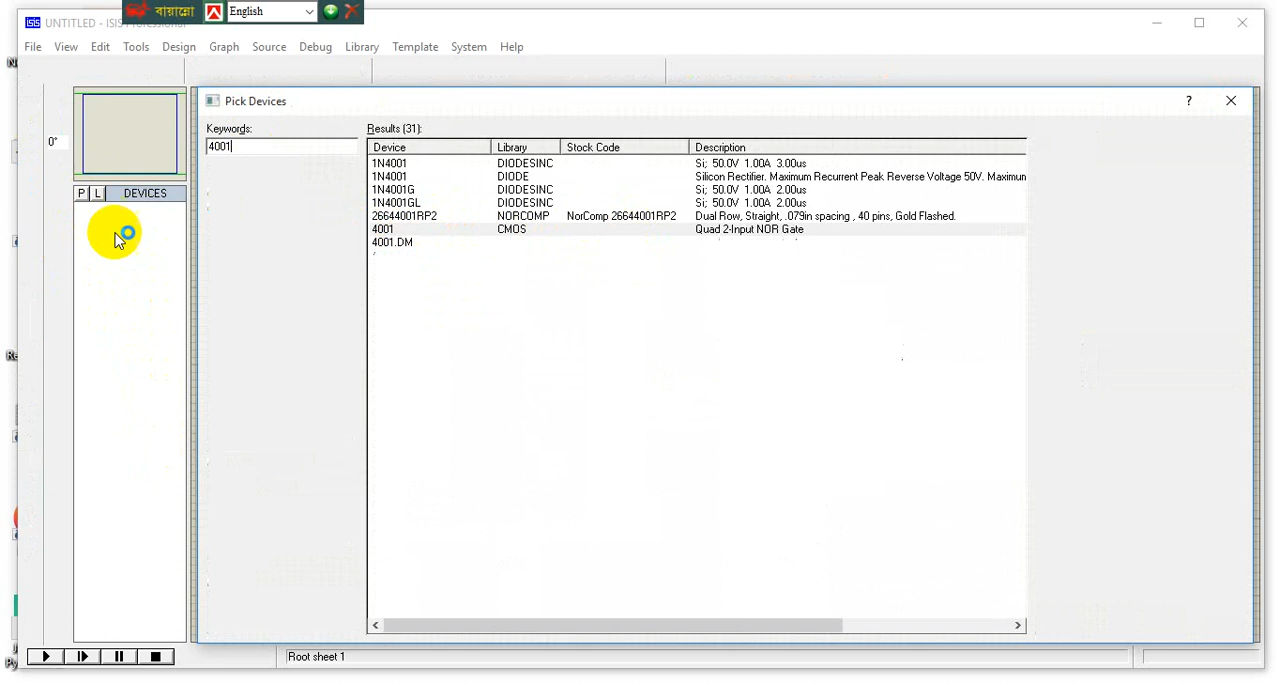 UNTITLED - ISIS Professional
বায়ান্নো English
File View Edit Tools Design Graph Source Debug Library Template System Help
Pick Devices ?
Keywords: Results (31):
4001
Device Library Stock Code Description
1N4001 DIODESINC Si; 50.0V 1.00A 3.00us
1N4001 DIODE Silicon Rectifier. Maximum Recurrent Peak Reverse Voltage 50V. Maximun
1N4001G DIODESINC Si; 50.0V 1.00A 2.00us
1N4001GL DIODESINC Si; 50.0V 1.00A 2.00us
26644001RP2 NORCOMP NorComp 26644001RP2 Dual Row, Straight, .079in spacing , 40 pins, Gold Flashed.
4001 CMOS Quad 2-Input NOR Gate
4001.DM
0°
P L DEVICES
Root sheet 1